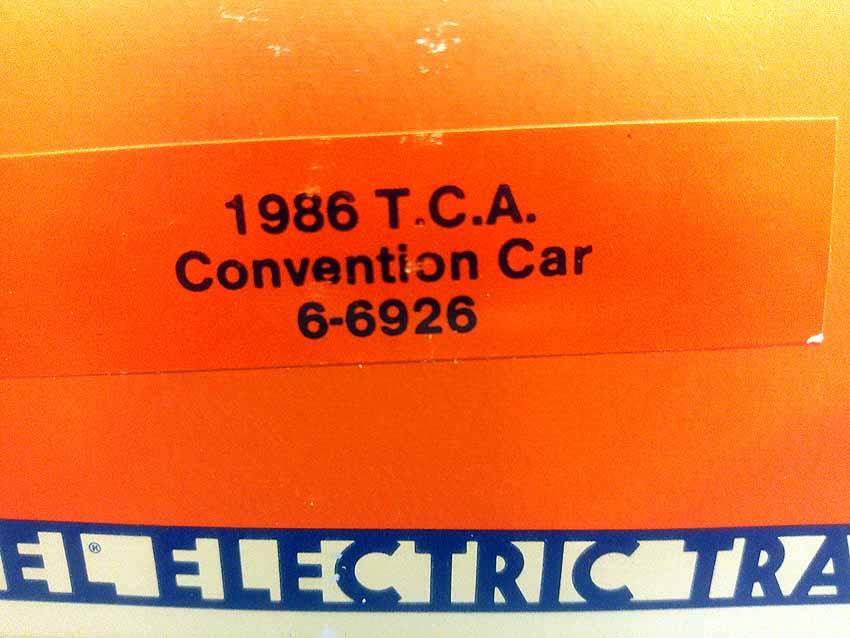 1986 T.C.A.
Convention Car
6-6926
EL® ELECTRIC TRA